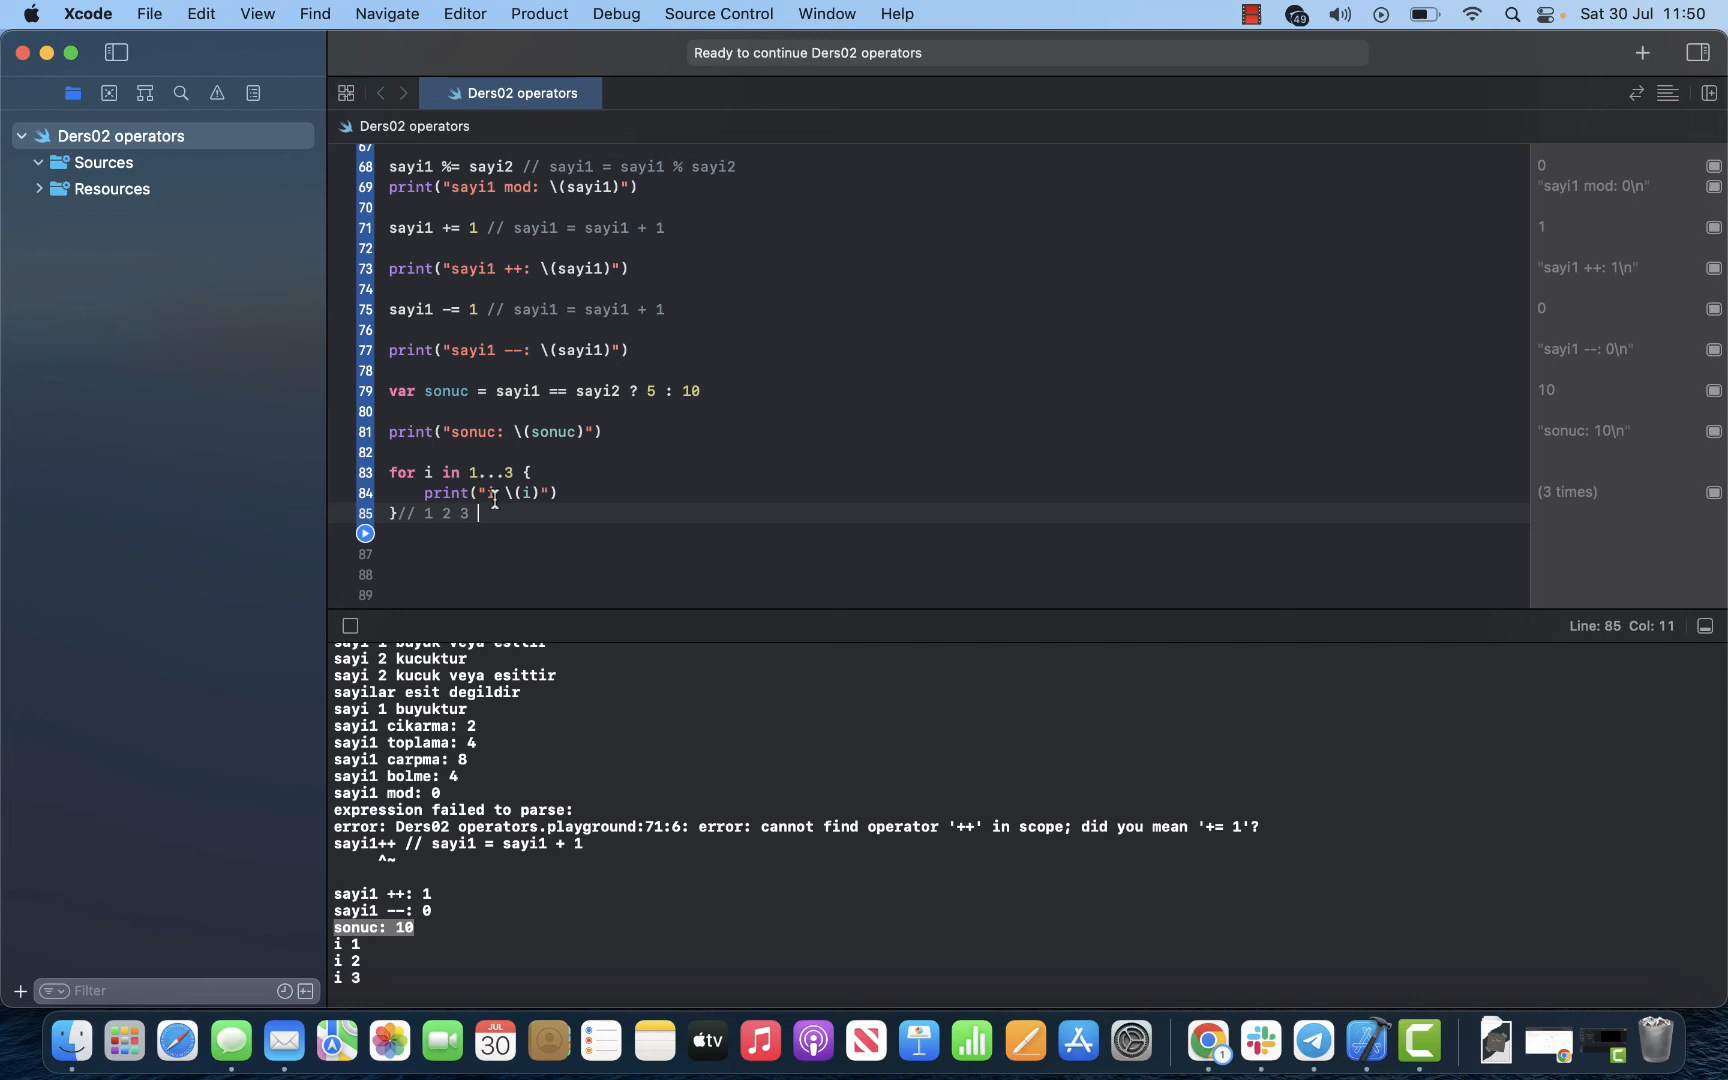 Xcode File Edit View Find Navigate Editor Product Debug Source Control Window Help
49
Sat 30 Jul 11:50
Ready to continue Ders02 operators
Ders02 operators
Ders02 operators
Ders02 operators
Sources
Resources
67
68 sayi1 %= sayi2 // sayi1 = sayi1 % sayi2
0
69 print("sayi1 mod: \(sayi1)")
"sayi1 mod: 0\n"
70
71 sayi1 += 1 // sayi1 = sayi1 + 1
1
72
73 print("sayi1 ++: \(sayi1)")
"sayi1 ++: 1\n"
74
75 sayi1 -= 1 // sayi1 = sayi1 + 1
0
76
77 print("sayi1 --: \(sayi1)")
"sayi1 --: 0\n"
78
79 var sonuc = sayi1 == sayi2 ? 5 : 10
10
80
81 print("sonuc: \(sonuc)")
"sonuc: 10\n"
82
83 for i in 1...3 {
84 print("i \(i)")
(3 times)
85 }// 1 2 3
87
88
89
Line: 85 Col: 11
sayi 2 kucuktur
sayi 2 kucuk veya esittir
sayilar esit degildir
sayi 1 buyuktur
sayi1 cikarma: 2
sayi1 toplama: 4
sayi1 carpma: 8
sayi1 bolme: 4
sayi1 mod: 0
expression failed to parse:
error: Ders02 operators.playground:71:6: error: cannot find operator '++' in scope; did you mean '+= 1'?
sayi1++ // sayi1 = sayi1 + 1
^~
sayi1 ++: 1
sayi1 --: 0
sonuc: 10
i 1
i 2
i 3
Filter
JUL
30
tv
1